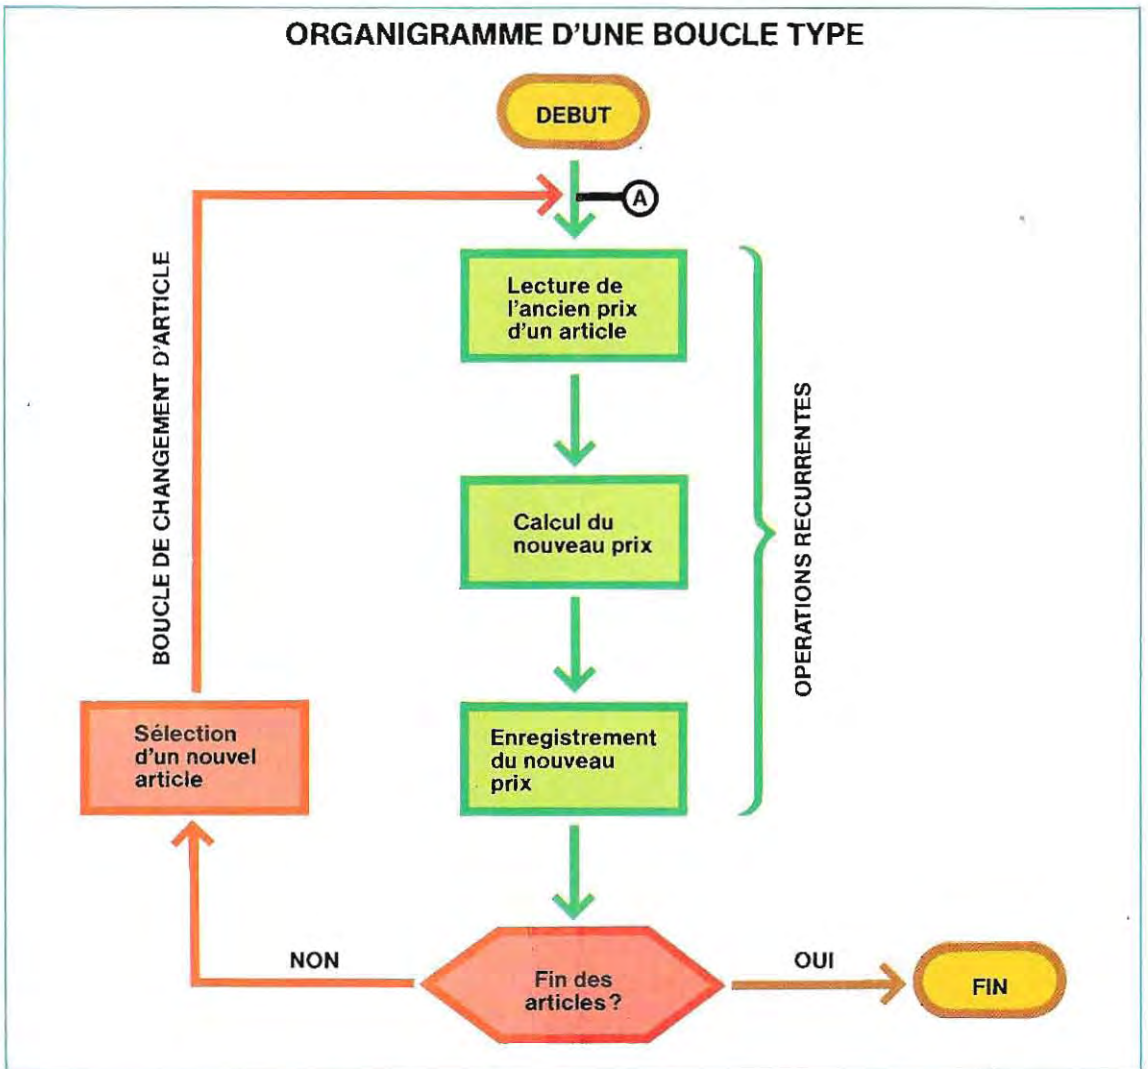 ORGANIGRAMME D'UNE BOUCLE TYPE
DEBUT
A
Lecture de
l'ancien prix
d'un article
BOUCLE DE CHANGEMENT D'ARTICLE
OPERATIONS RECURRENTES
Calcul du
nouveau prix
Sélection
d'un nouvel
article
Enregistrement
du nouveau
prix
NON
Fin des
articles?
OUI
FIN